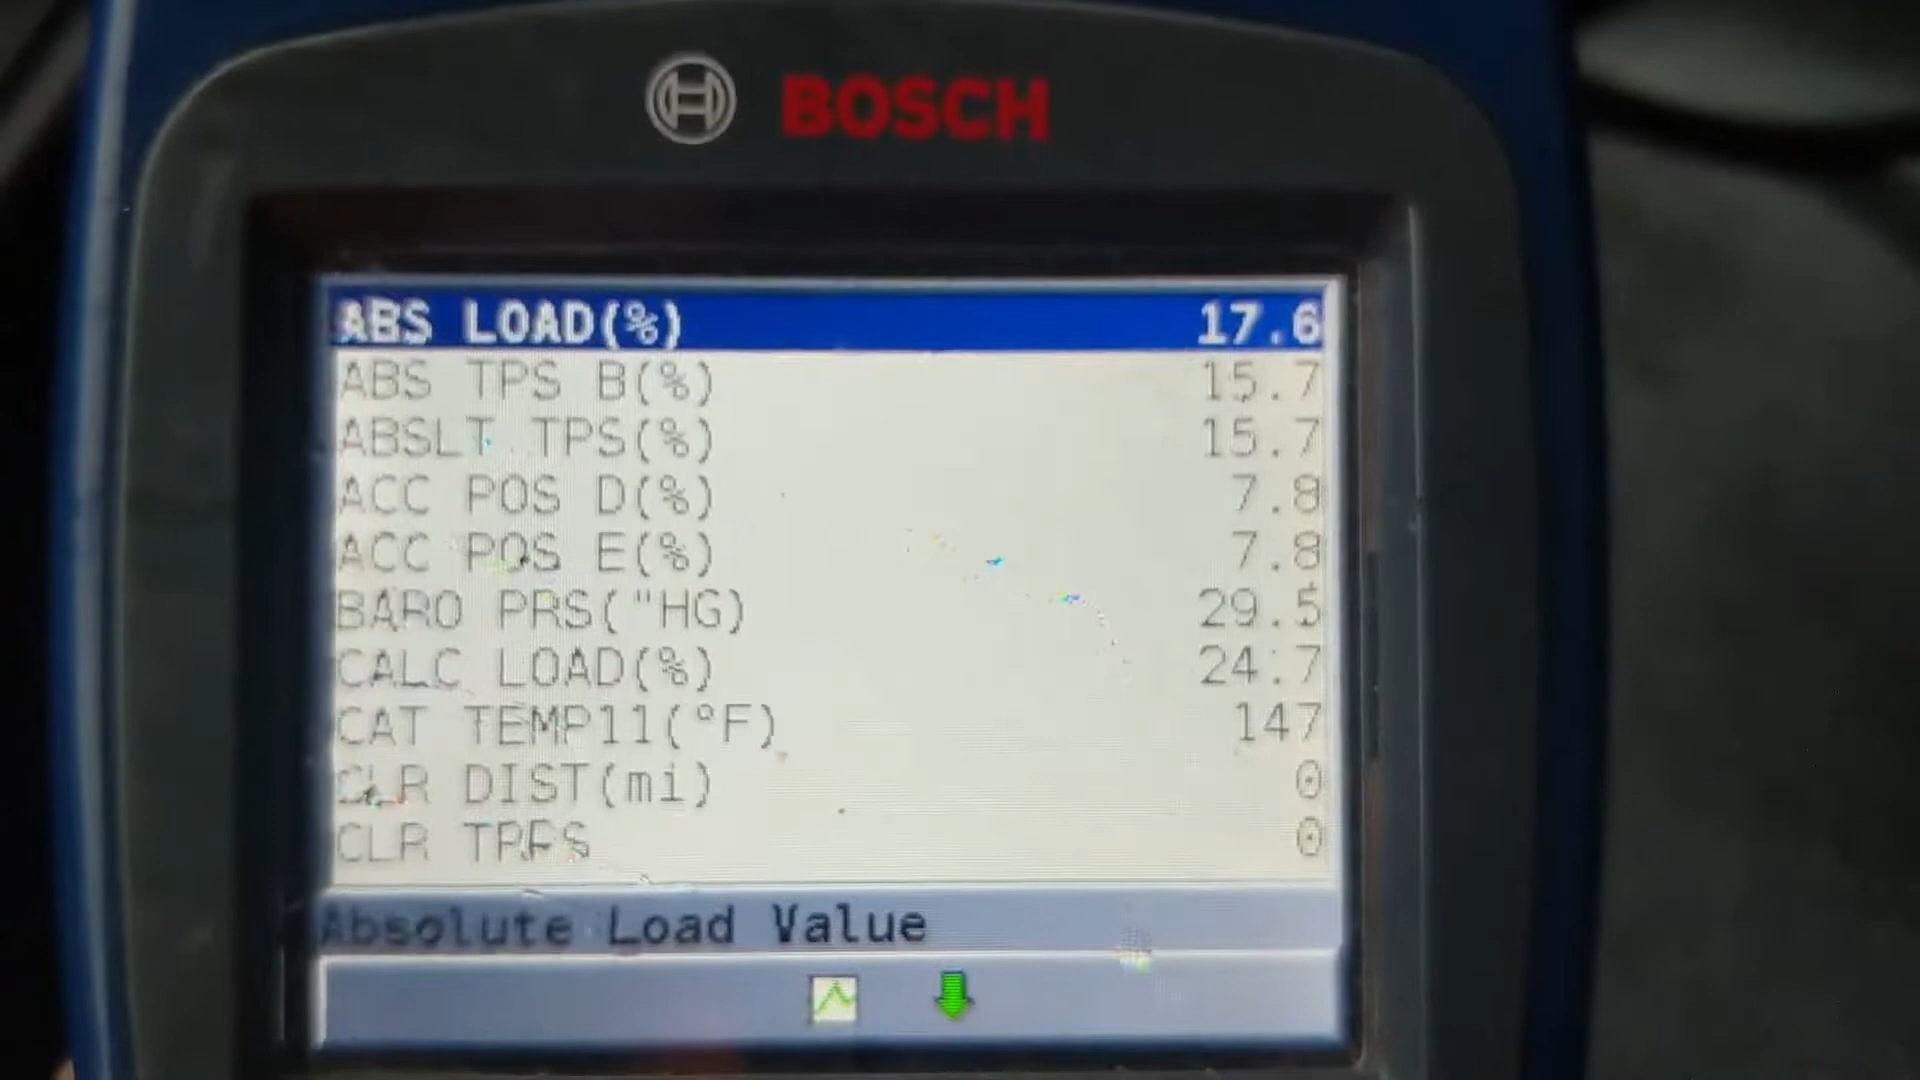 BOSCH
ABS LOAD(%) 17.6
ABS TPS B(%) 15.7
ABSLT TPS(%) 15.7
ACC POS D(%) 7.8
ACC POS E(%) 7.8
BARO PRS("HG) 29.5
CALC LOAD(%) 24.7
CAT TEMP11(°F) 147
CLR DIST(mi) 0
CLR TRPS 0
Absolute Load Value